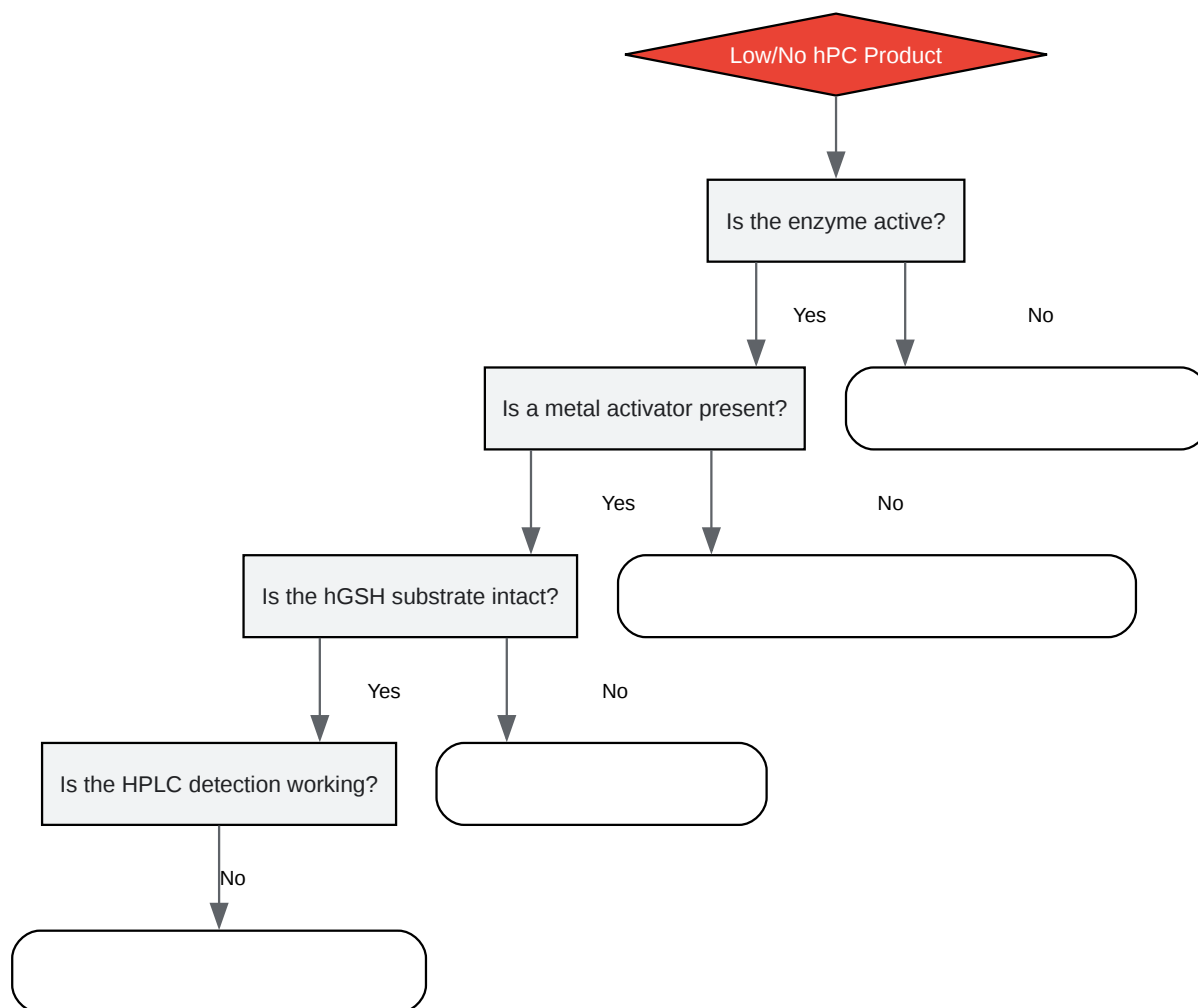 Low/No hPC Product
Is the enzyme active?
Yes
No
Is a metal activator present?
Yes
No
Is the hGSH substrate intact?
Yes
No
Is the HPLC detection working?
No